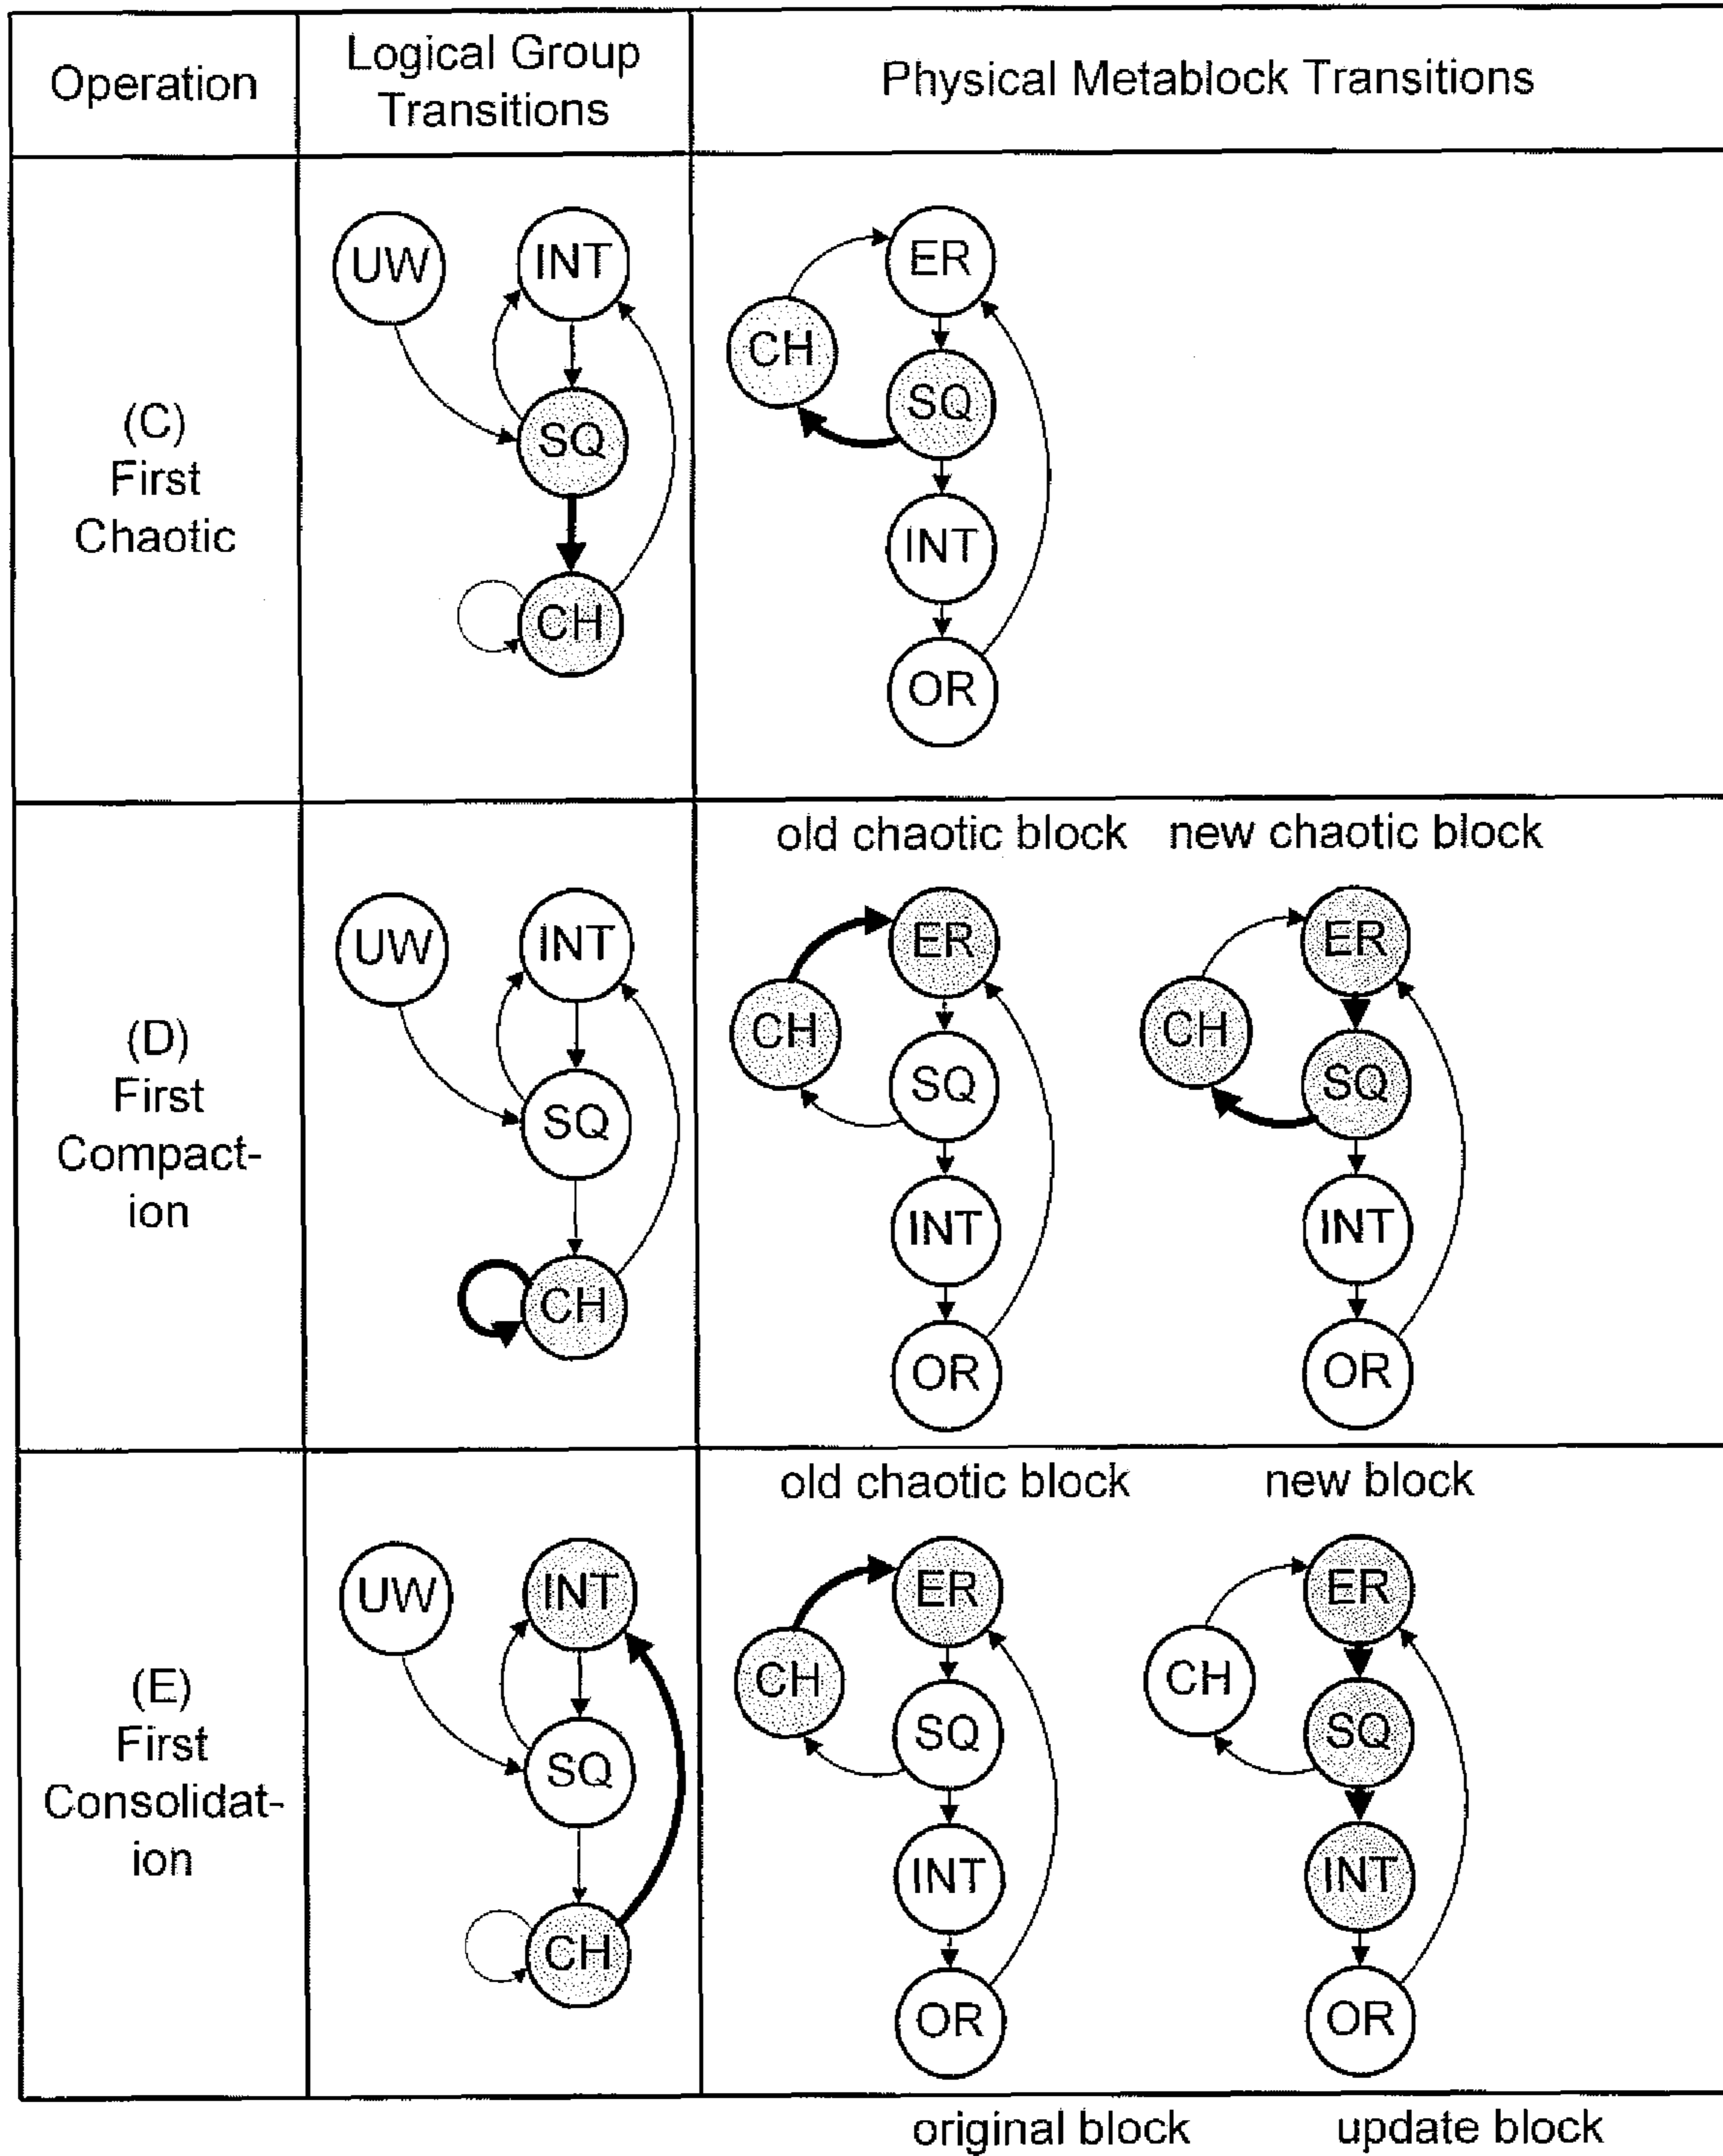 Operation
Logical Group
Transitions
Physical Metablock Transitions
(C)
First
Chaotic
UW
INT
SQ
CH
ER
CH
SQ
INT
OR
(D)
First
Compact-
ion
UW
INT
SQ
CH
old chaotic block
ER
CH
SQ
INT
OR
new chaotic block
ER
CH
SQ
INT
OR
(E)
First
Consolidat-
ion
UW
INT
SQ
CH
old chaotic block
ER
CH
SQ
INT
OR
new block
ER
CH
SQ
INT
OR
original block
update block